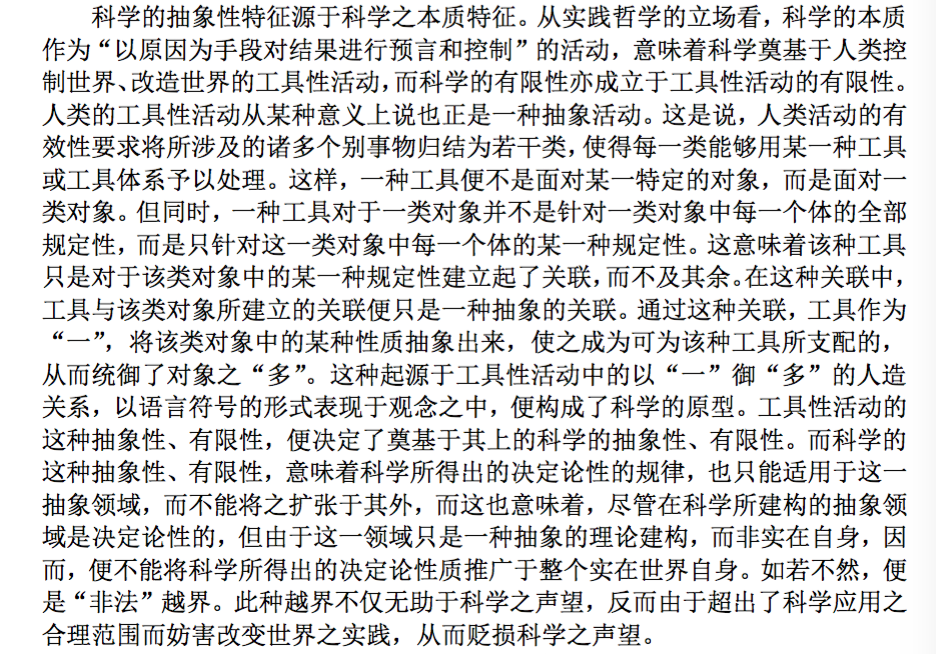 科学的抽象性特征源于科学之本质特征。从实践哲学的立场看，科学的本质
作为“以原因为手段对结果进行预言和控制”的活动，意味着科学奠基于人类控
制世界、改造世界的工具性活动，而科学的有限性亦成立于工具性活动的有限性。
人类的工具性活动从某种意义上说也正是一种抽象活动。这是说，人类活动的有
效性要求将所涉及的诸多个别事物归结为若干类，使得每一类能够用某一种工具
或工具体系予以处理。这样，一种工具便不是面对某一特定的对象，而是面对一
类对象。但同时，一种工具对于一类对象并不是针对一类对象中每一个体的全部
规定性，而是只针对这一类对象中每一个体的某一种规定性。这意味着该种工具
只是对于该类对象中的某一种规定性建立起了关联，而不及其余。在这种关联中，
工具与该类对象所建立的关联便只是一种抽象的关联。通过这种关联，工具作为
“一”，将该类对象中的某种性质抽象出来，使之成为可为该种工具所支配的，
从而统御了对象之“多”。这种起源于工具性活动中的以“一”御“多”的人造
关系，以语言符号的形式表现于观念之中，便构成了科学的原型。工具性活动的
这种抽象性、有限性，便决定了奠基于其上的科学的抽象性、有限性。而科学的
这种抽象性、有限性，意味着科学所得出的决定论性的规律，也只能适用于这一
抽象领域，而不能将之扩张于其外，而这也意味着，尽管在科学所建构的抽象领
域是决定论性的，但由于这一领域只是一种抽象的理论建构，而非实在自身，因
而，便不能将科学所得出的决定论性质推广于整个实在世界自身。如若不然，便
是“非法”越界。此种越界不仅无助于科学之声望，反而由于超出了科学应用之
合理范围而妨害改变世界之实践，从而贬损科学之声望。